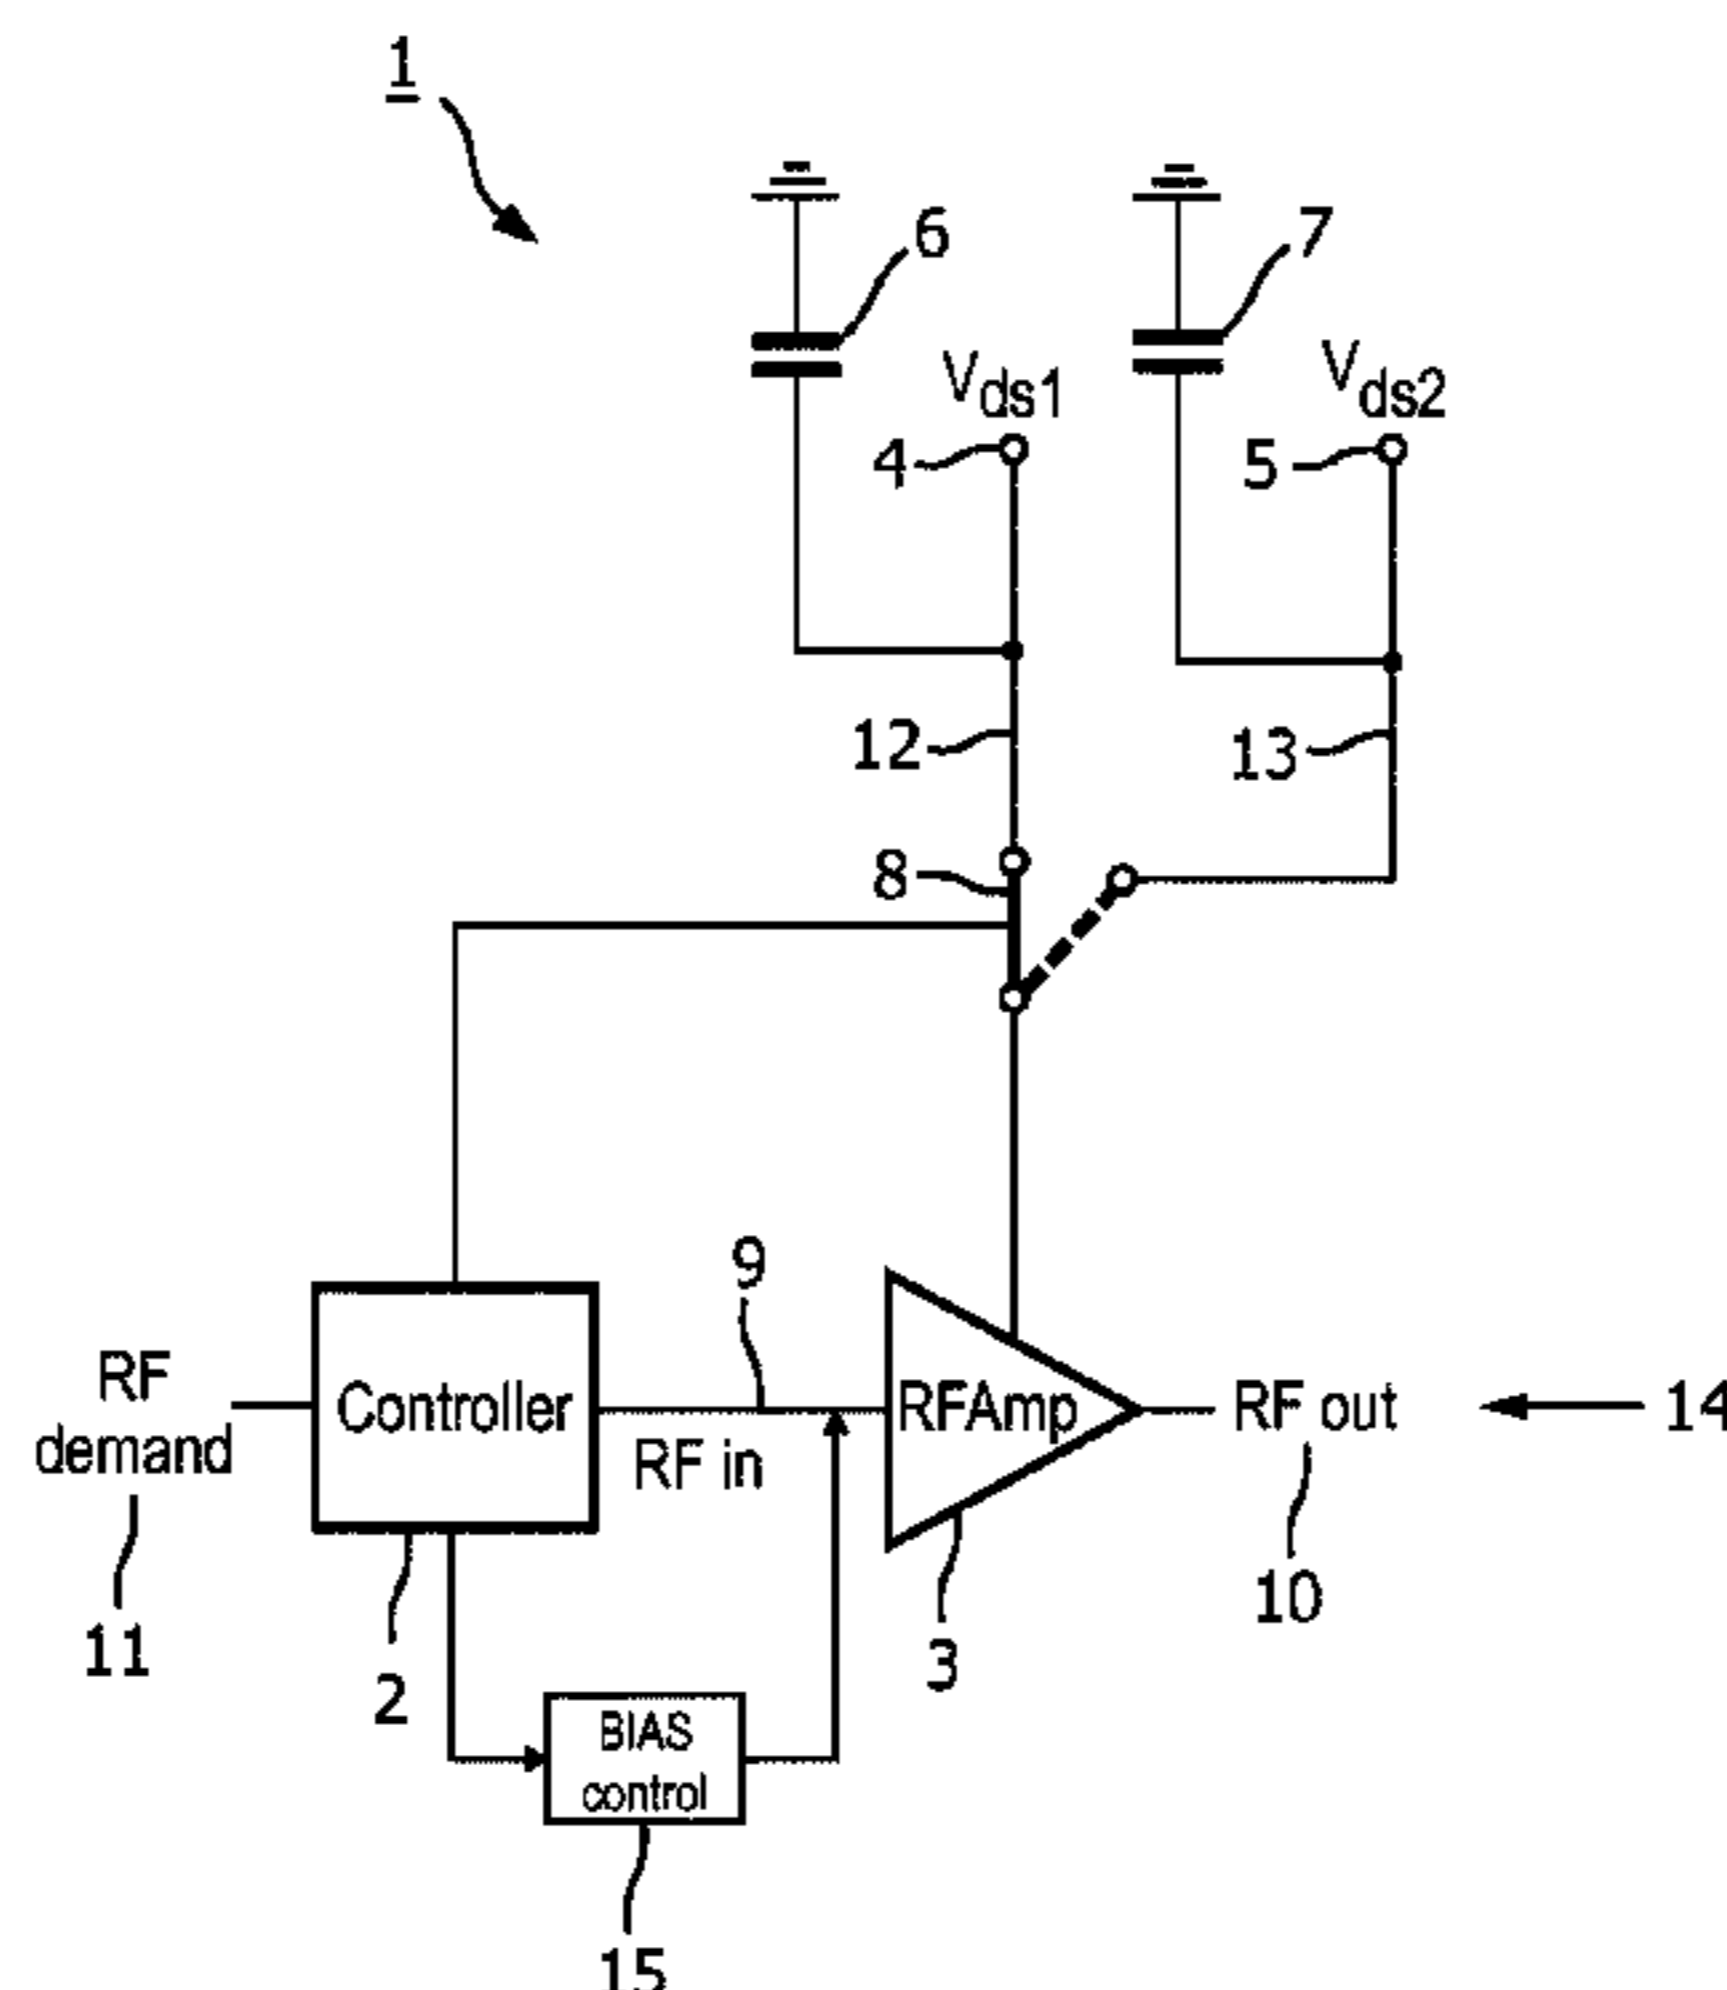 1
6
7
Vds1
Vds2
4
5
12
13
8
9
RF
demand
Controller
RF in
RFAmp
RF out
14
11
2
3
10
BIAS
control
15